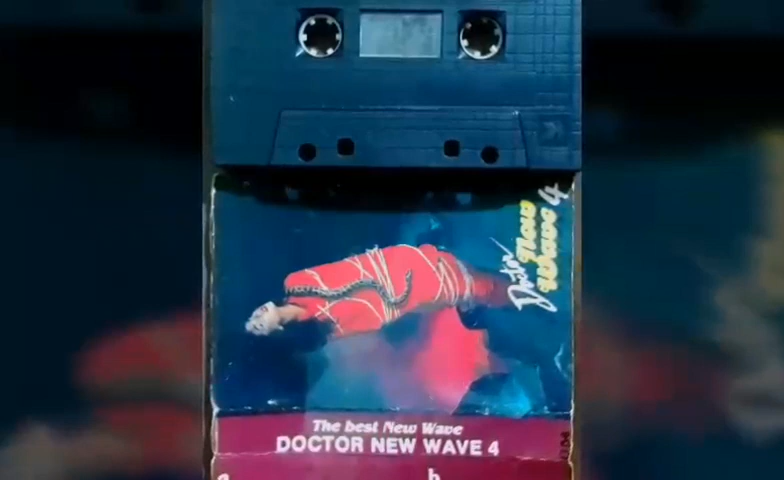 Doctor
New
Wave 4
The best New Wave
DOCTOR NEW WAVE 4
a
b